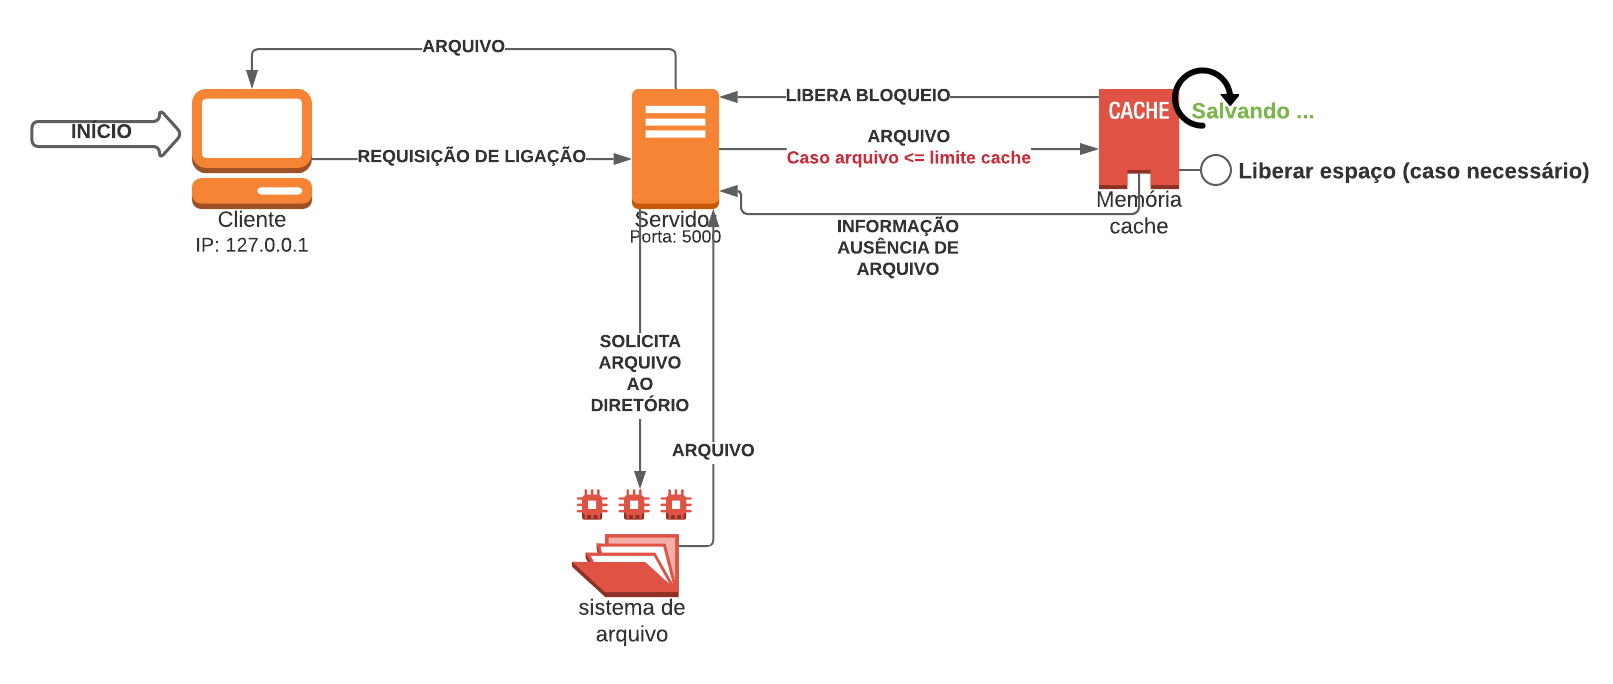 ARQUIVO
INÍCIO
REQUISIÇÃO DE LIGAÇÃO
Cliente
IP: 127.0.0.1
Servidor
Porta: 5000
LIBERA BLOQUEIO
ARQUIVO
Caso arquivo <= limite cache
INFORMAÇÃO
AUSÊNCIA DE
ARQUIVO
CACHE
Salvando ...
Liberar espaço (caso necessário)
Memória
cache
SOLICITA
ARQUIVO
AO
DIRETÓRIO
ARQUIVO
sistema de
arquivo